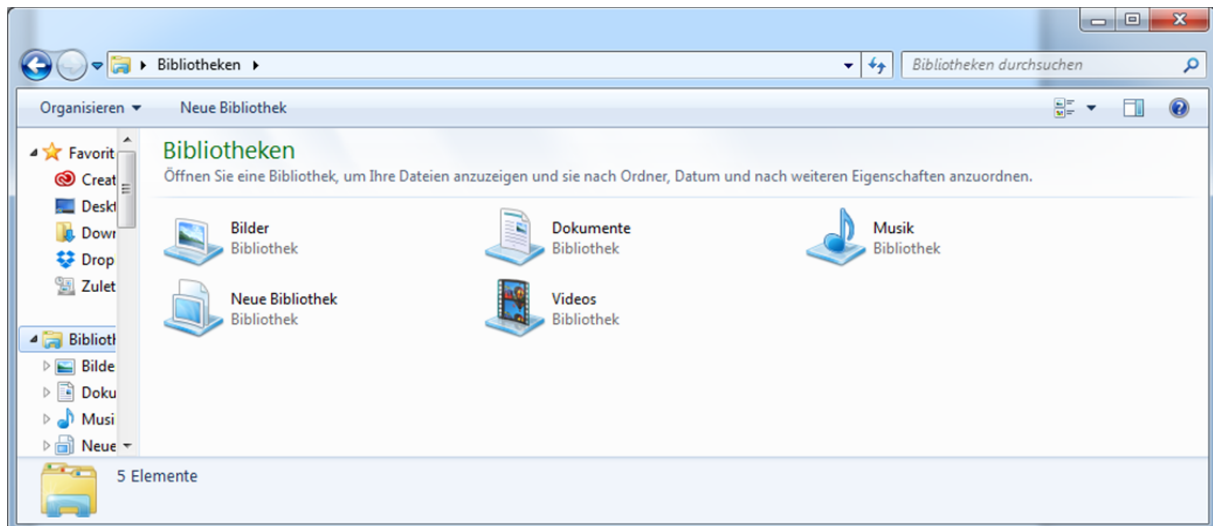 Bibliotheken
Bibliotheken durchsuchen
Organisieren
Neue Bibliothek
Favorit
Creat
Deskt
Dowr
Drop
Zulet
Biblioth
Bilde
Doku
Musi
Neue
Bibliotheken
Öffnen Sie eine Bibliothek, um Ihre Dateien anzuzeigen und sie nach Ordner, Datum und nach weiteren Eigenschaften anzuordnen.
Bilder
Bibliothek
Dokumente
Bibliothek
Musik
Bibliothek
Neue Bibliothek
Bibliothek
Videos
Bibliothek
5 Elemente